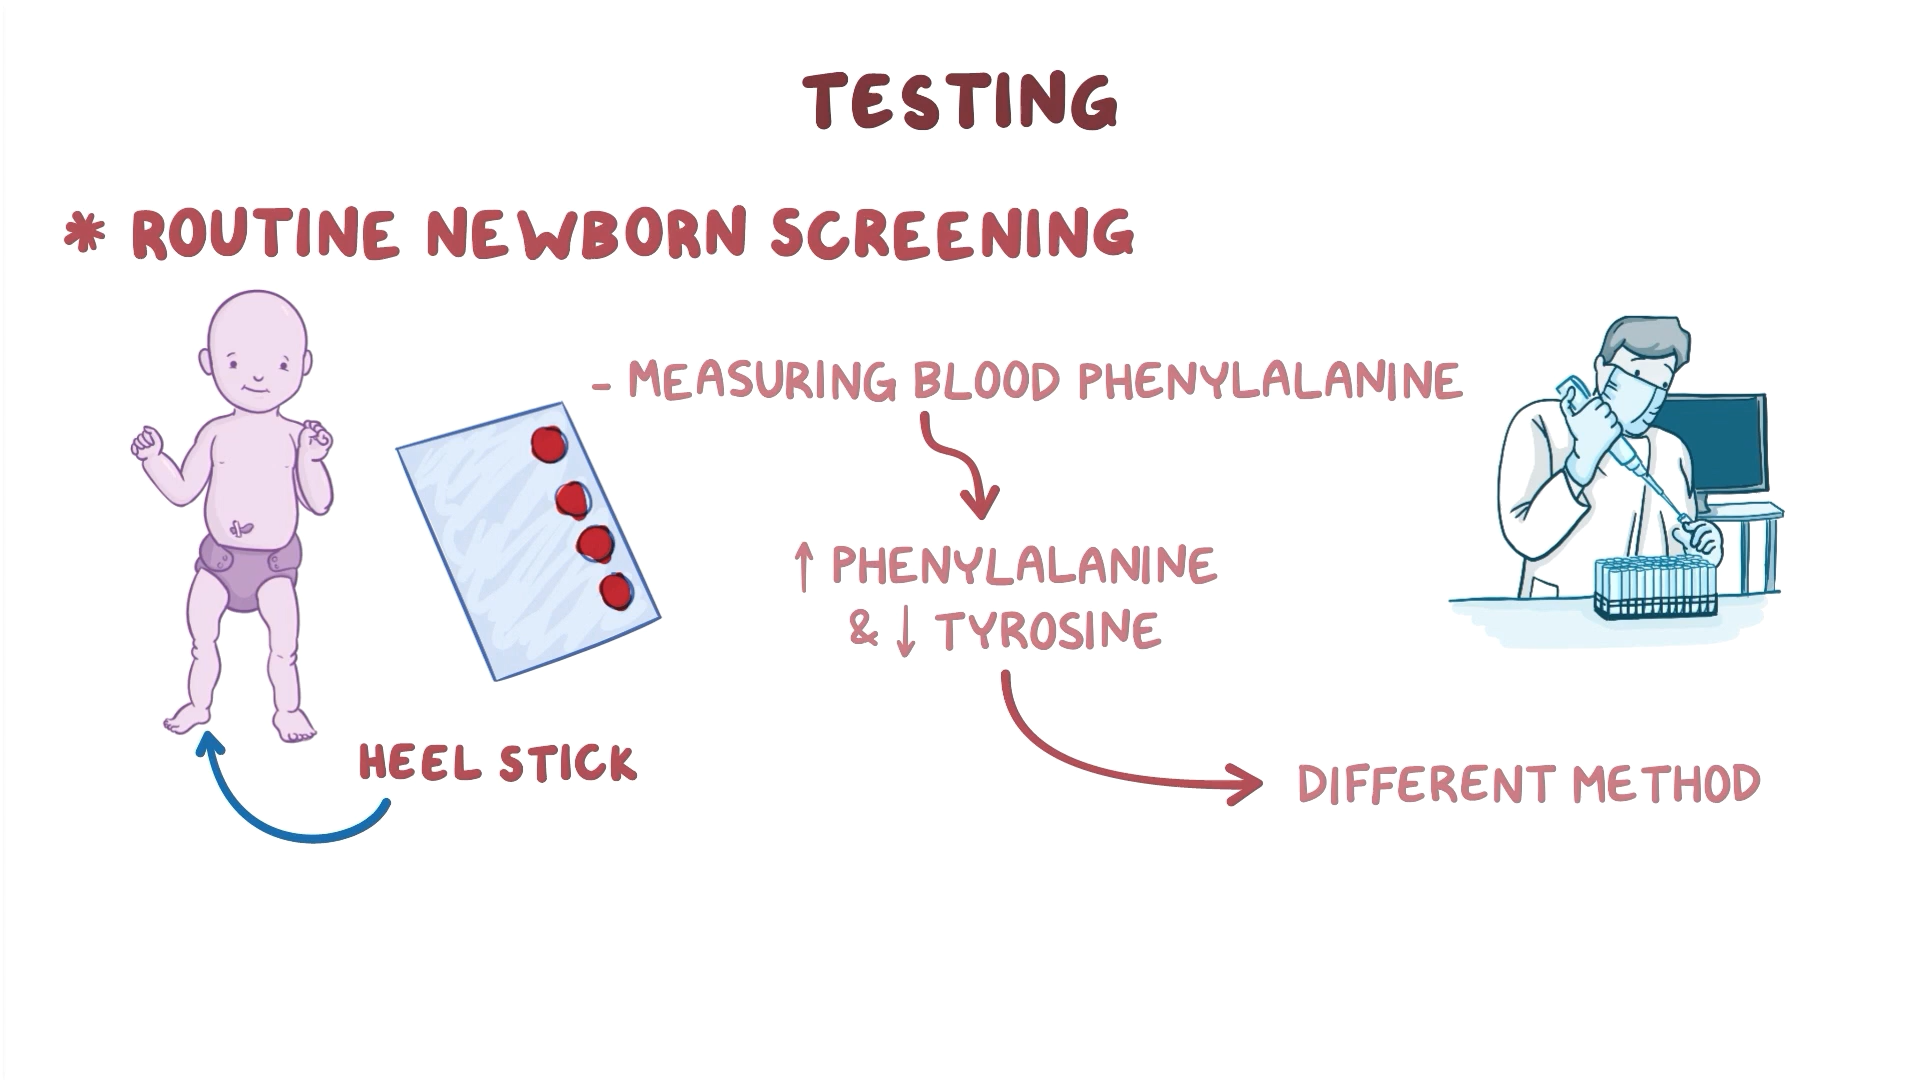 TESTING
* ROUTINE NEWBORN SCREENING
- MEASURING BLOOD PHENYLALANINE
↑ PHENYLALANINE
& ↓ TYROSINE
HEEL STICK
DIFFERENT METHOD